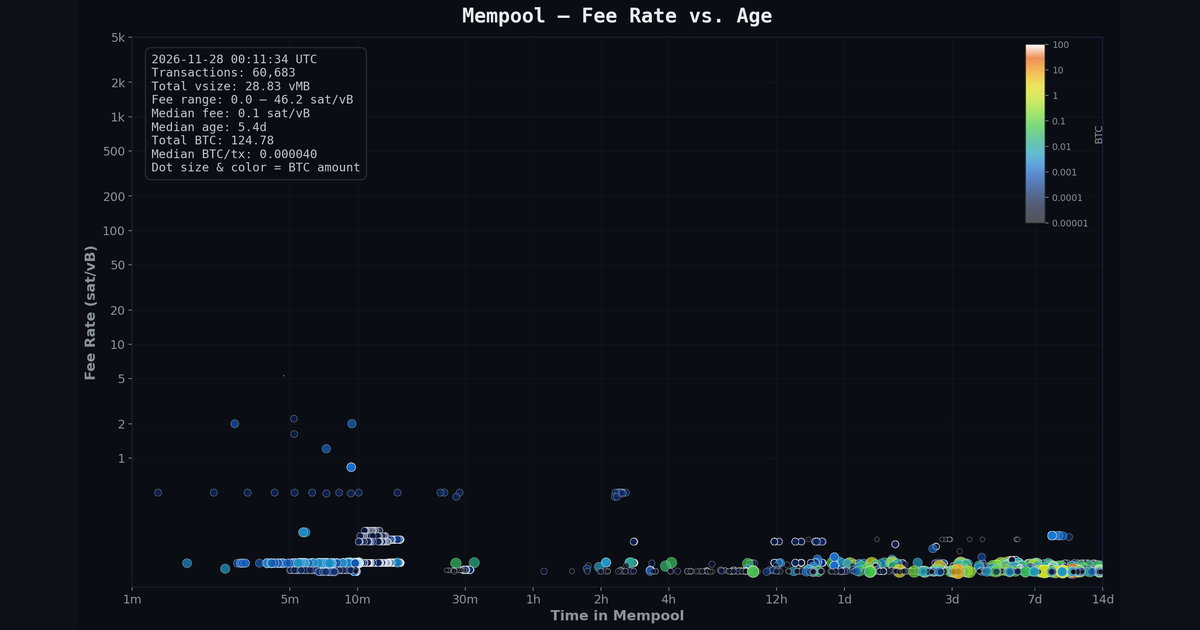 Mempool — Fee Rate vs. Age
2026-11-28 00:11:34 UTC
Transactions: 60,683
Total vsize: 28.83 vMB
Fee range: 0.0 – 46.2 sat/vB
Median fee: 0.1 sat/vB
Median age: 5.4d
Total BTC: 124.78
Median BTC/tx: 0.000040
Dot size & color = BTC amount
100
10
1
0.1
0.01
0.001
0.0001
0.00001
BTC
Fee Rate (sat/vB)
5k
2k
1k
500
200
100
50
20
10
5
2
1
1m 5m 10m 30m 1h 2h 4h 12h 1d 3d 7d 14d
Time in Mempool